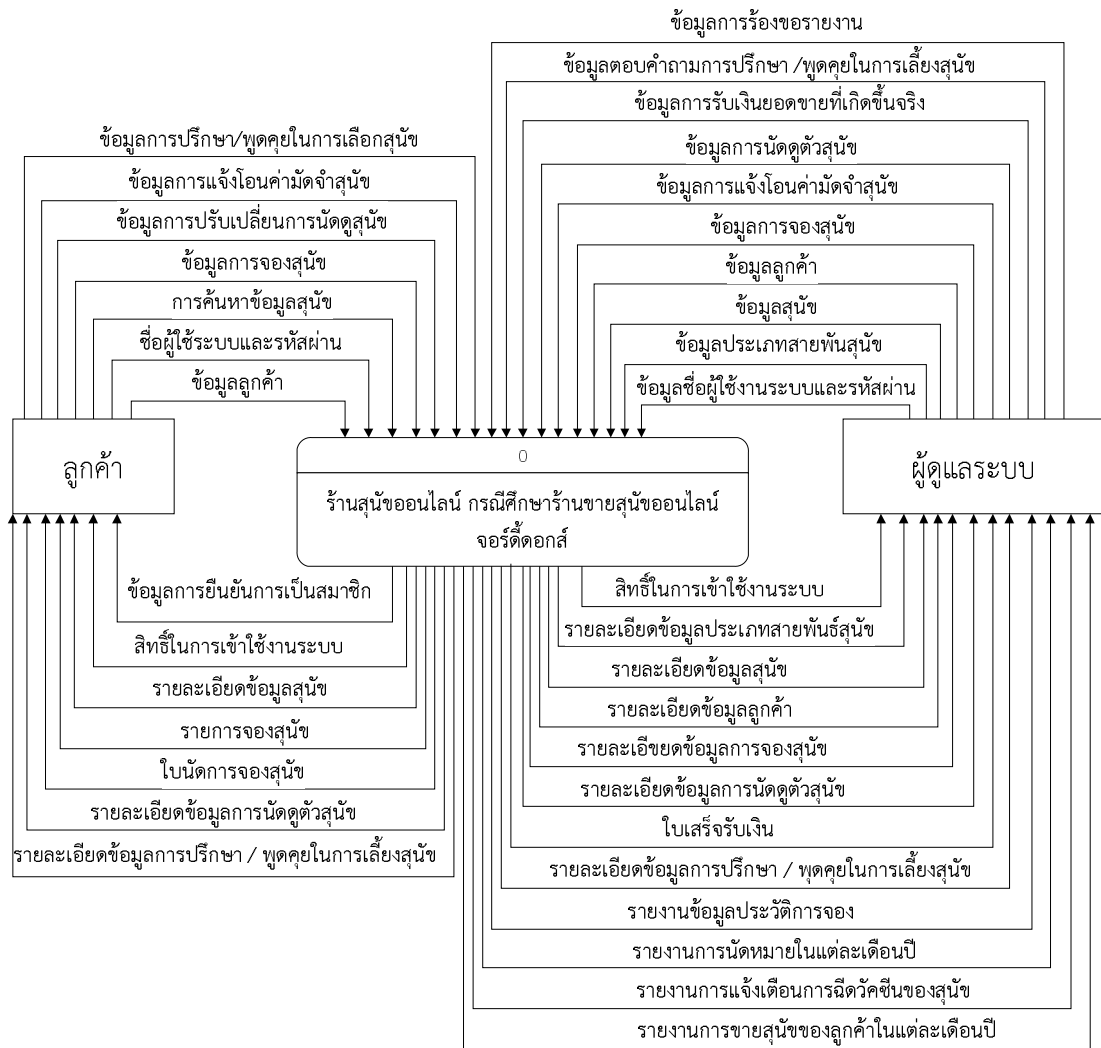 ข้อมูลการร้องขอรายงาน
ข้อมูลตอบคำถามการปรึกษา /พูดคุยในการเลี้ยงสุนัข
ข้อมูลการรับเงินยอดขายที่เกิดขึ้นจริง
ข้อมูลการนัดดูตัวสุนัข
ข้อมูลการแจ้งโอนค่ามัดจำสุนัข
ข้อมูลการจองสุนัข
ข้อมูลลูกค้า
ข้อมูลสุนัข
ข้อมูลประเภทสายพันสุนัข
ข้อมูลชื่อผู้ใช้งานระบบและรหัสผ่าน
ข้อมูลการปรึกษา/พูดคุยในการเลือกสุนัข
ข้อมูลการแจ้งโอนค่ามัดจำสุนัข
ข้อมูลการปรับเปลี่ยนการนัดดูสุนัข
ข้อมูลการจองสุนัข
การค้นหาข้อมูลสุนัข
ชื่อผู้ใช้ระบบและรหัสผ่าน
ข้อมูลลูกค้า
ลูกค้า
0
ร้านสุนัขออนไลน์ กรณีศึกษาร้านขายสุนัขออนไลน์
จอร์ดี้ดอกส์
ผู้ดูแลระบบ
ข้อมูลการยืนยันการเป็นสมาชิก
สิทธิ์ในการเข้าใช้งานระบบ
รายละเอียดข้อมูลสุนัข
รายการจองสุนัข
ใบนัดการจองสุนัข
รายละเอียดข้อมูลการนัดดูตัวสุนัข
รายละเอียดข้อมูลการปรึกษา / พูดคุยในการเลี้ยงสุนัข
สิทธิ์ในการเข้าใช้งานระบบ
รายละเอียดข้อมูลประเภทสายพันธ์สุนัข
รายละเอียดข้อมูลสุนัข
รายละเอียดข้อมูลลูกค้า
รายละเอีขยดข้อมูลการจองสุนัข
รายละเอียดข้อมูลการนัดดูตัวสุนัข
ใบเสร็จรับเงิน
รายละเอียดข้อมูลการปรึกษา / พุดคุยในการเลี้ยงสุนัข
รายงานข้อมูลประวัติการจอง
รายงานการนัดหมายในแต่ละเดือนปี
รายงานการแจ้งเตือนการฉีดวัคซีนของสุนัข
รายงานการขายสุนัขของลูกค้าในแต่ละเดือนปี